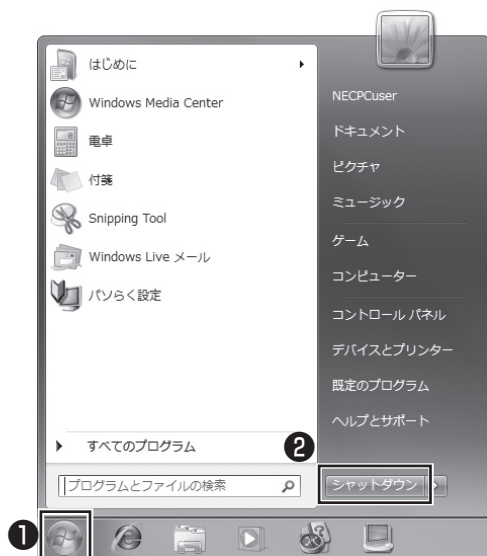 はじめに
Windows Media Center
電卓
付箋
Snipping Tool
Windows Live メール
パソらく設定
すべてのプログラム
プログラムとファイルの検索
NECPCuser
ドキュメント
ピクチャ
ミュージック
ゲーム
コンピューター
コントロール パネル
デバイスとプリンター
既定のプログラム
ヘルプとサポート
❷
シャットダウン
❶